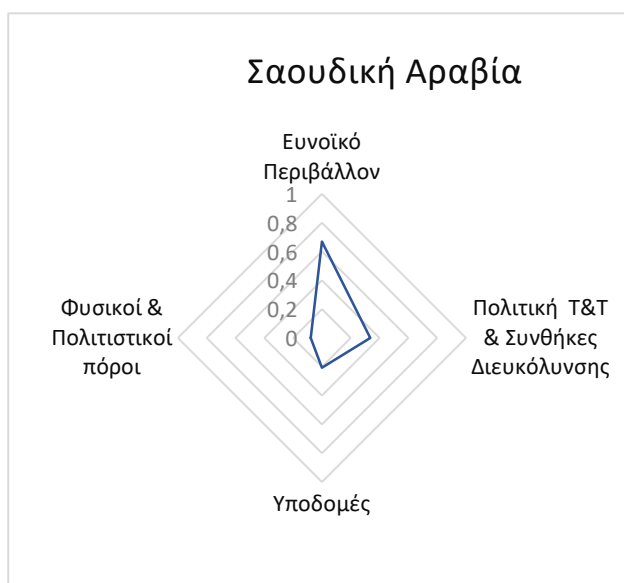 Σαουδική Αραβία
Ευνοϊκό
Περιβάλλον
1
0,8
0,6
0,4
0,2
0
Φυσικοί &
Πολιτιστικοί
πόροι
Πολιτική Τ&Τ
& Συνθήκες
Διευκόλυνσης
Υποδομές